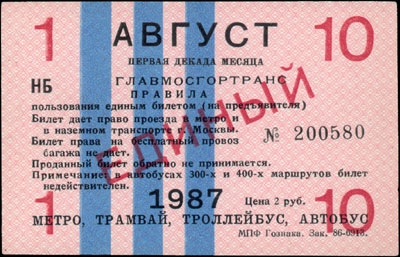 1 АВГУСТ 10
ПЕРВАЯ ДЕКАДА МЕСЯЦА
НБ ГЛАВМОСГОРТРАНС
ПРАВИЛА
пользования единым билетом (на предъявителя)
Билет дает право проезда в метро и
в наземном транспорте г. Москвы.
Билет права на бесплатный провоз
багажа не дает.
№ 200580
Проданный билет обратно не принимается.
Примечание: в автобусах 300-х и 400-х маршрутов билет
недействителен.
ЕДИНЫЙ
1 1987 Цена 2 руб. 10
МЕТРО, ТРАМВАЙ, ТРОЛЛЕЙБУС, АВТОБУС
МПФ Гознака. Зак. 86-0313.